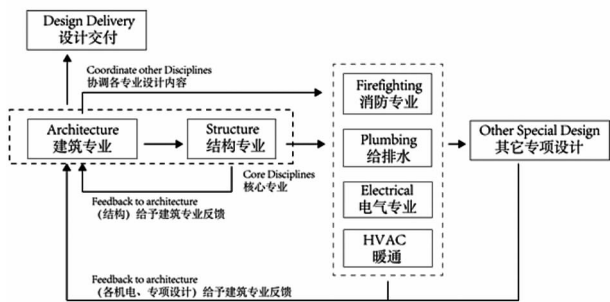 Design Delivery
设计交付
Coordinate other Disciplines
协调各专业设计内容
Architecture
建筑专业
Structure
结构专业
Core Disciplines
核心专业
Feedback to architecture
（结构）给予建筑专业反馈
Firefighting
消防专业
Plumbing
给排水
Electrical
电气专业
HVAC
暖通
Other Special Design
其它专项设计
Feedback to architecture
（各机电、专项设计）给予建筑专业反馈